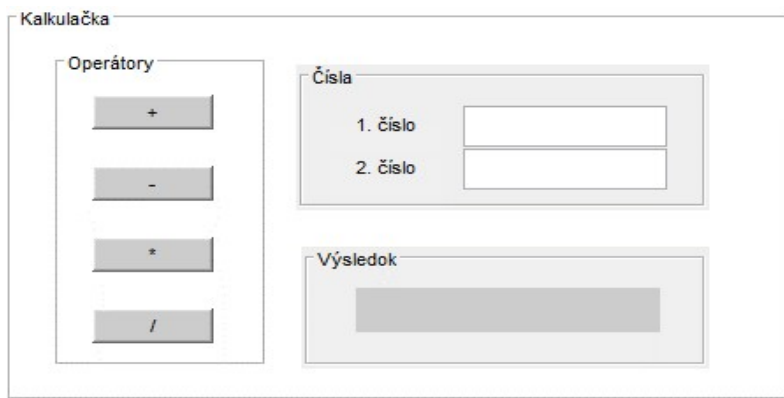 Kalkulačka
Operátory
+
-
*
/
Čísla
1. číslo
2. číslo
Výsledok